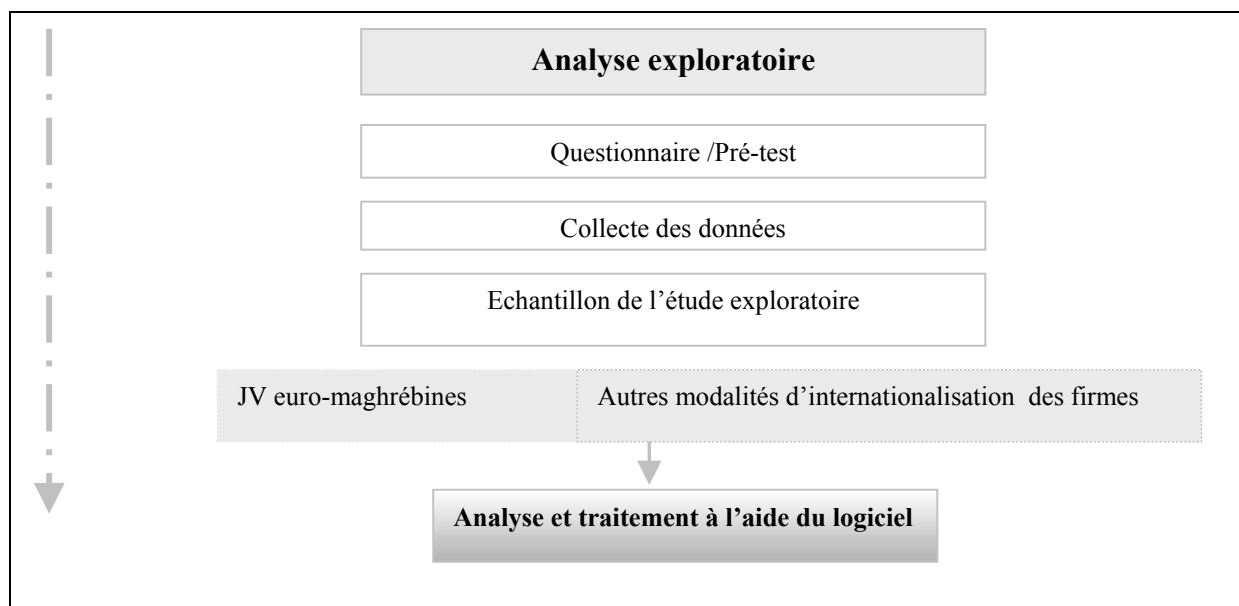 Analyse exploratoire
Questionnaire /Pré-test
Collecte des données
Echantillon de l’étude exploratoire
JV euro-maghrébines
Autres modalités d’internationalisation des firmes
Analyse et traitement à l’aide du logiciel